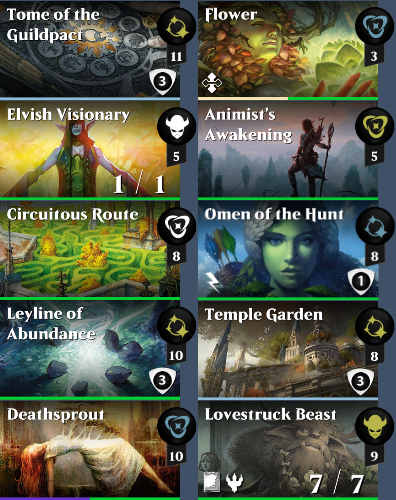 Tome of the
Guildpact
11
3
Flower
3
Elvish Visionary
5
1 / 1
Animist's
Awakening
5
Circuitous Route
8
Omen of the Hunt
8
1
Leyline of
Abundance
10
3
Temple Garden
8
3
Deathsprout
10
Lovestruck Beast
9
7 / 7